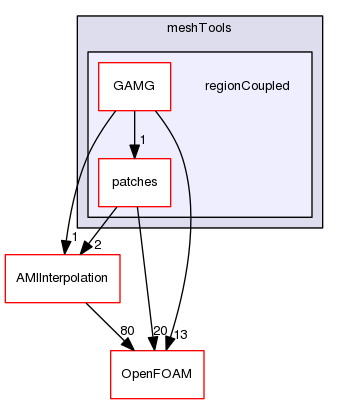 meshTools
GAMG
regionCoupled
1
patches
1
2
AMIInterpolation
80
20
13
OpenFOAM